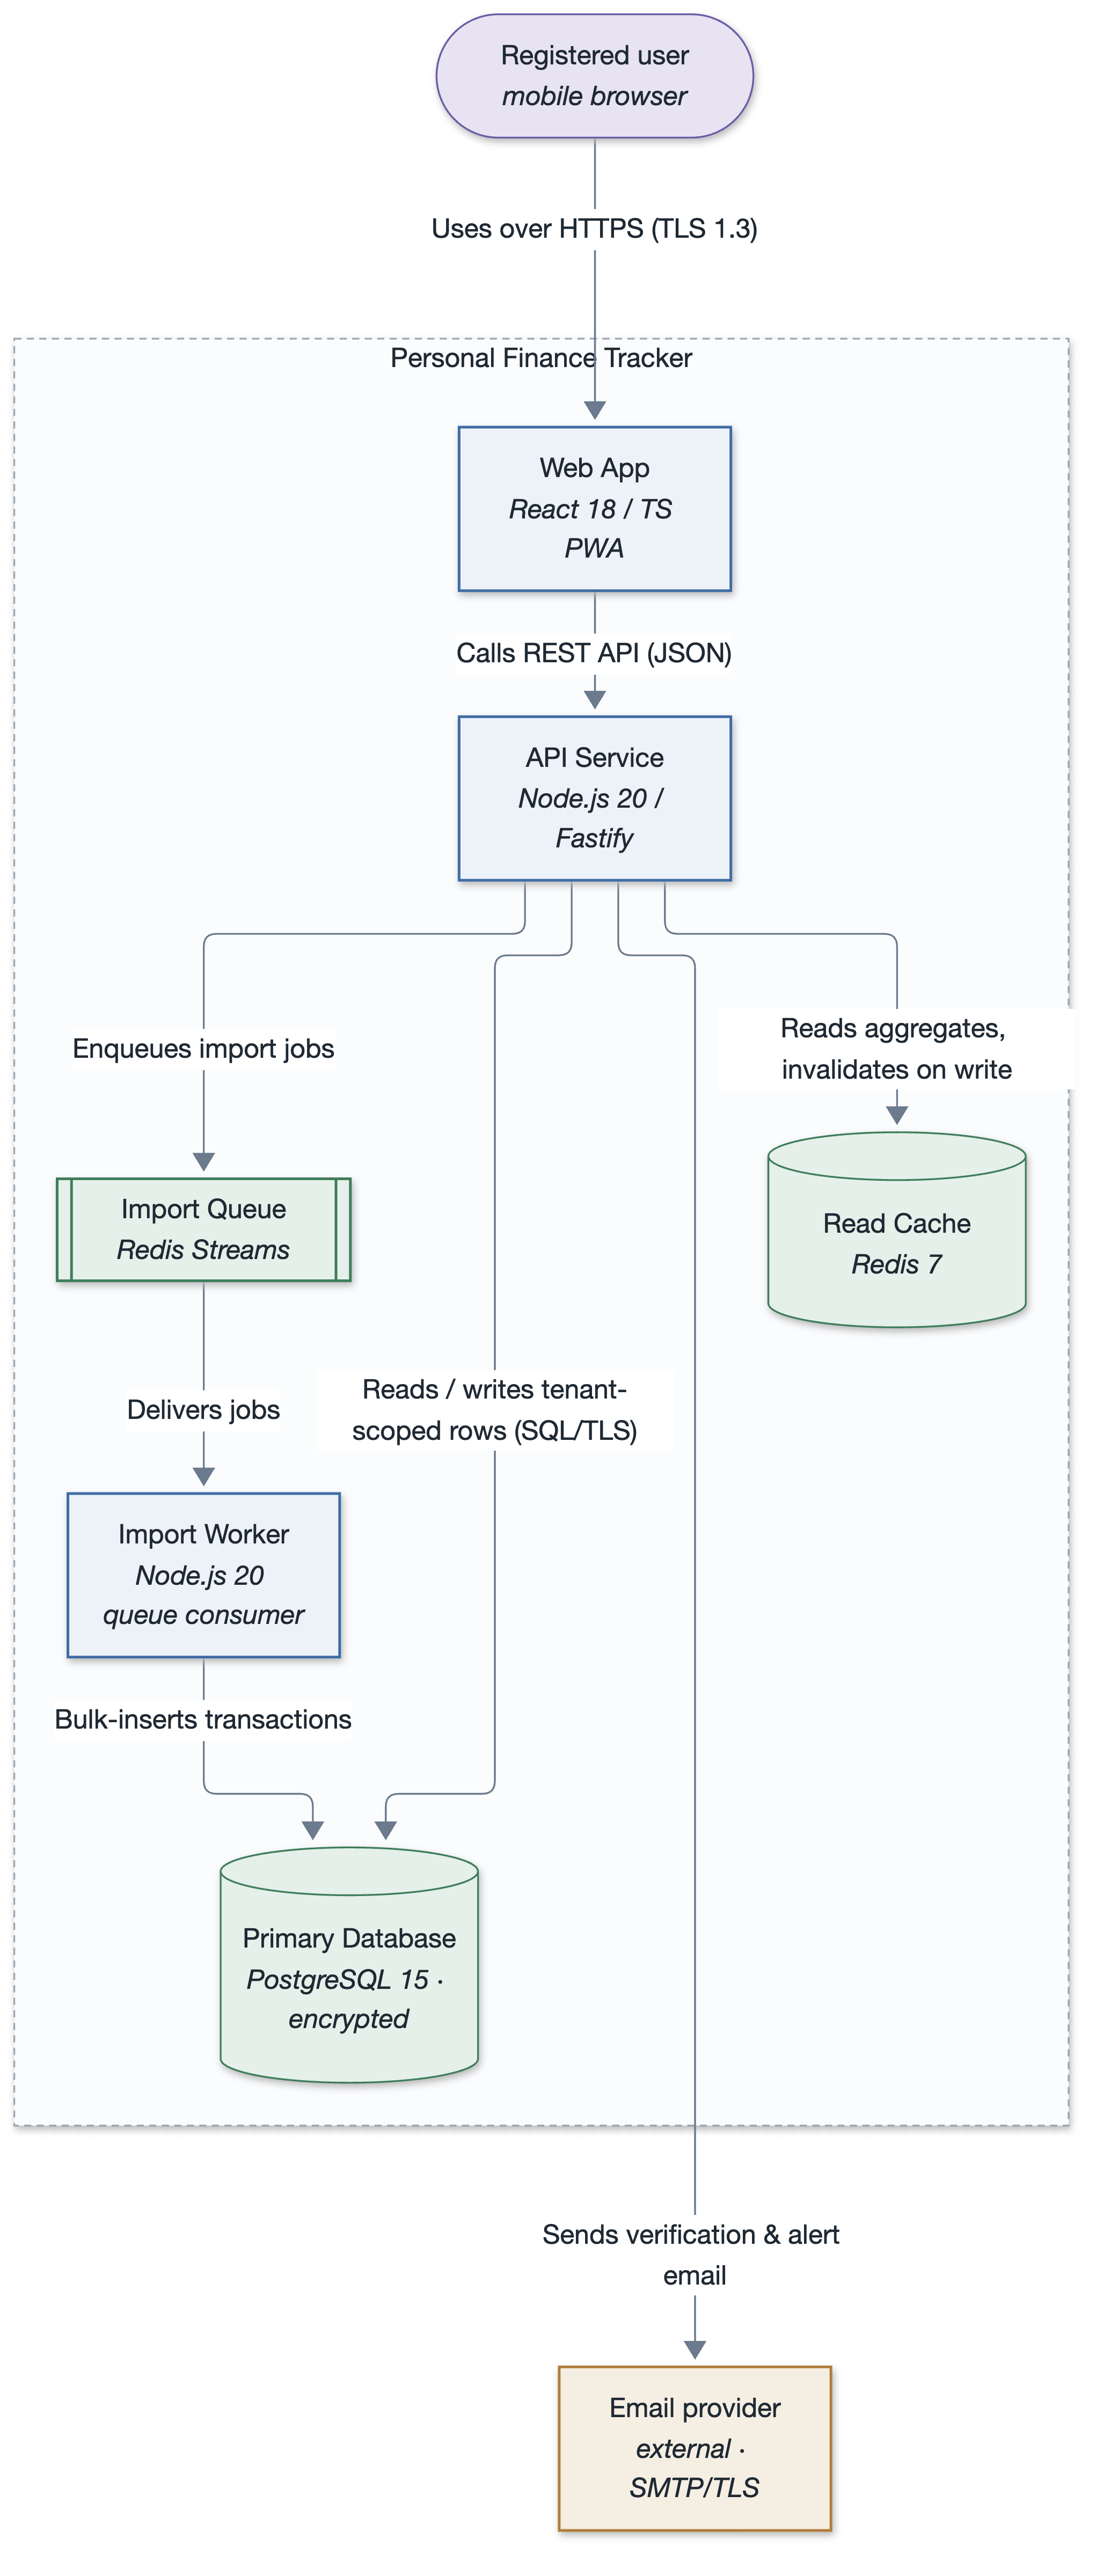 Registered user
mobile browser
Uses over HTTPS (TLS 1.3)
Personal Finance Tracker
Web App
React 18 / TS
PWA
Calls REST API (JSON)
API Service
Node.js 20 /
Fastify
Enqueues import jobs
Reads aggregates,
invalidates on write
Import Queue
Redis Streams
Read Cache
Redis 7
Delivers jobs
Reads / writes tenant-
scoped rows (SQL/TLS)
Import Worker
Node.js 20
queue consumer
Bulk-inserts transactions
Primary Database
PostgreSQL 15 ·
encrypted
Sends verification & alert
email
Email provider
external ·
SMTP/TLS